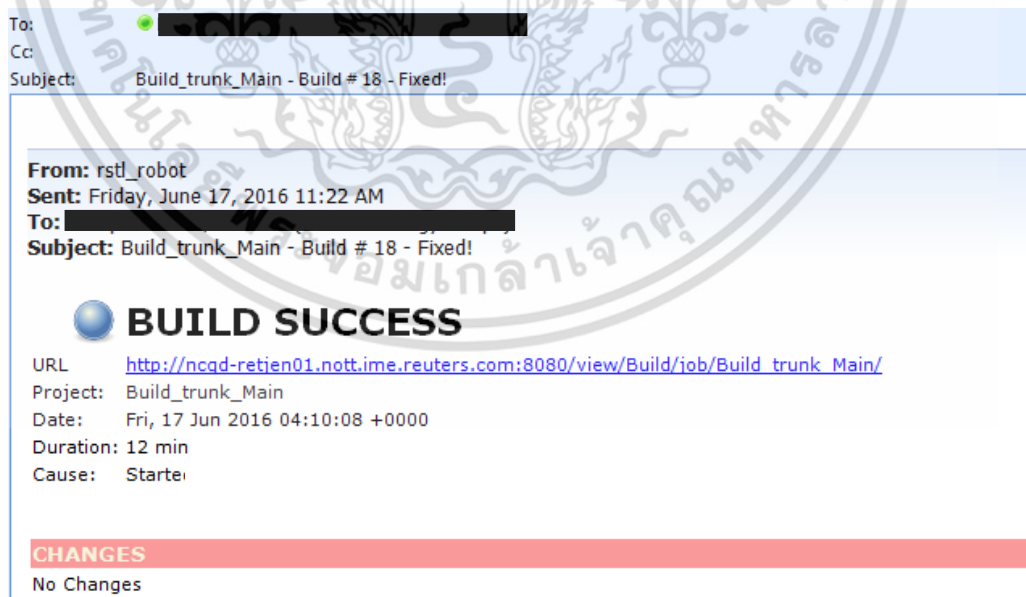 To:
Cc:
Subject: Build_trunk_Main - Build # 18 - Fixed!
From: rstl_robot
Sent: Friday, June 17, 2016 11:22 AM
To:
Subject: Build_trunk_Main - Build # 18 - Fixed!
BUILD SUCCESS
URL http://ncqd-retjen01.nott.ime.reuters.com:8080/view/Build/job/Build_trunk_Main/
Project: Build_trunk_Main
Date: Fri, 17 Jun 2016 04:10:08 +0000
Duration: 12 min
Cause: Starte
CHANGES
No Changes